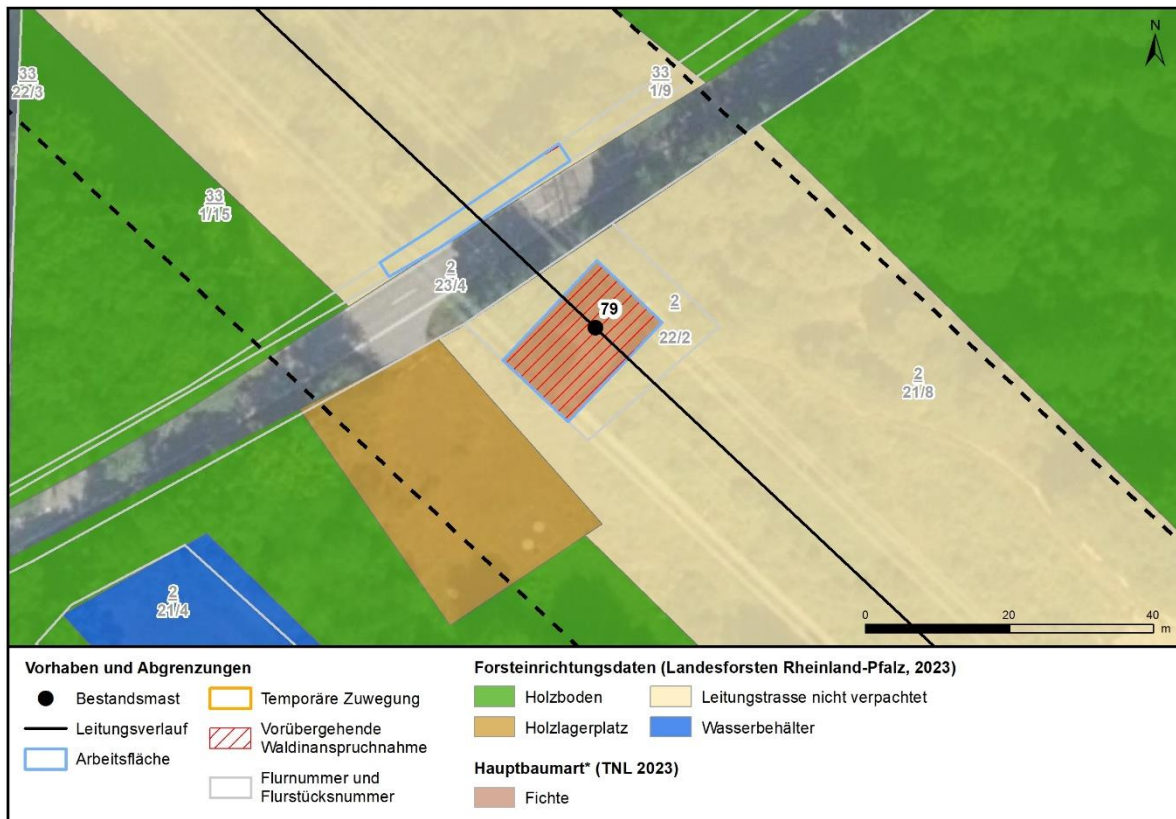 N
33
22/3
33
1/9
33
1/15
2
23/4
79
2
22/2
2
21/8
2
21/4
0 20 40
m
Vorhaben und Abgrenzungen
Bestandsmast
Leitungsverlauf
Arbeitsfläche
Temporäre Zuwegung
Vorübergehende
Waldinanspruchnahme
Flurnummer und
Flurstücksnummer
Forsteinrichtungsdaten (Landesforsten Rheinland-Pfalz, 2023)
Holzboden
Holzlagerplatz
Leitungstrasse nicht verpachtet
Wasserbehälter
Hauptbaumart* (TNL 2023)
Fichte